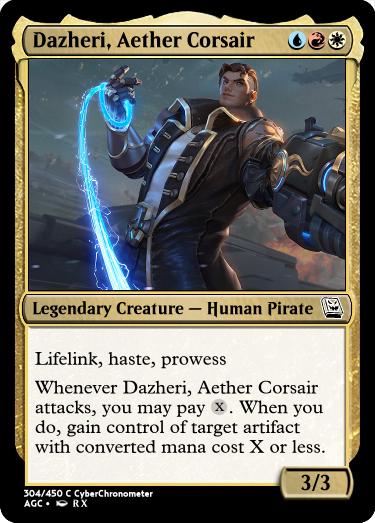 Dazheri, Aether Corsair
Legendary Creature — Human Pirate
Lifelink, haste, prowess
Whenever Dazheri, Aether Corsair
attacks, you may pay X. When you
do, gain control of target artifact
with converted mana cost X or less.
3/3
304/450 C CyberChronometer
AGC • RX